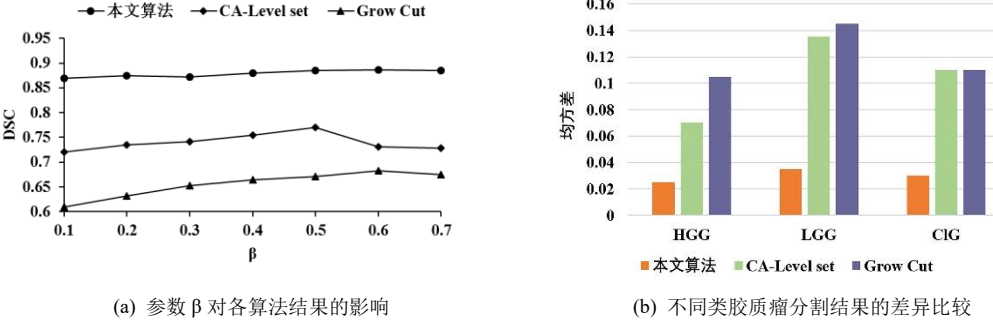 本文算法 CA-Level set Grow Cut
0.95
0.9
0.85
0.8
0.75
0.7
0.65
0.6
DSC
0.1 0.2 0.3 0.4 0.5 0.6 0.7
β
(a) 参数 β 对各算法结果的影响
0.16
0.14
0.12
0.1
0.08
0.06
0.04
0.02
0
均方差
HGG LGG ClG
本文算法 CA-Level set Grow Cut
(b) 不同类胶质瘤分割结果的差异比较